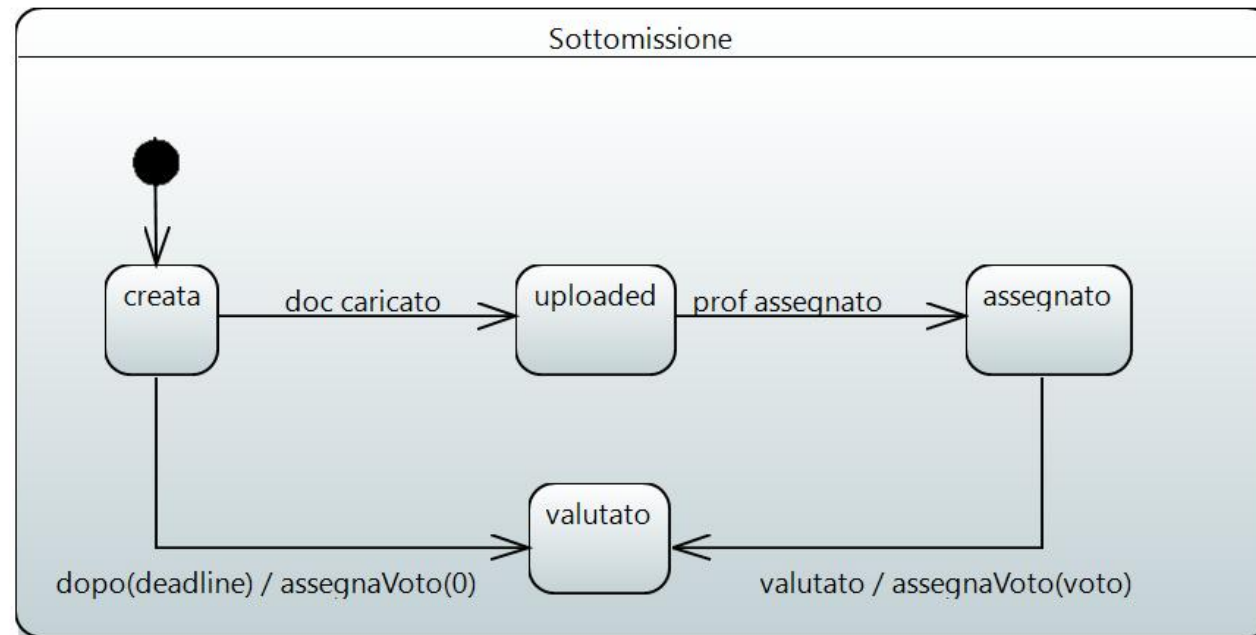 Sottomissione
creata
doc caricato
uploaded
prof assegnato
assegnato
valutato
dopo(deadline) / assegnaVoto(0)
valutato / assegnaVoto(voto)